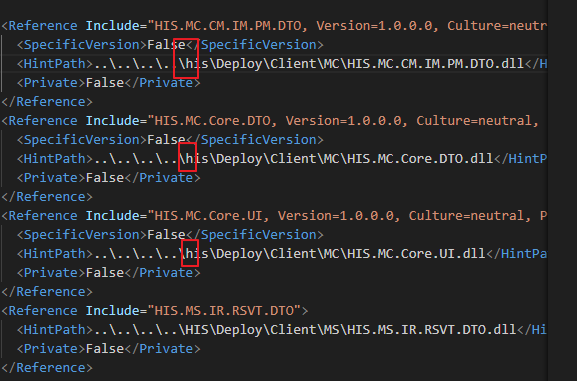 <Reference Include="HIS.MC.CM.IM.PM.DTO, Version=1.0.0.0, Culture=neutral
<SpecificVersion>False</SpecificVersion>
<HintPath>..\..\..\..\his\Deploy\Client\MC\HIS.MC.CM.IM.PM.DTO.dll</H
<Private>False</Private>
</Reference>
<Reference Include="HIS.MC.Core.DTO, Version=1.0.0.0, Culture=neutral,
<SpecificVersion>False</SpecificVersion>
<HintPath>..\..\..\..\his\Deploy\Client\MC\HIS.MC.Core.DTO.dll</HintP
<Private>False</Private>
</Reference>
<Reference Include="HIS.MC.Core.UI, Version=1.0.0.0, Culture=neutral, P
<SpecificVersion>False</SpecificVersion>
<HintPath>..\..\..\..\his\Deploy\Client\MC\HIS.MC.Core.UI.dll</HintPa
<Private>False</Private>
</Reference>
<Reference Include="HIS.MS.IR.RSVT.DTO">
<HintPath>..\..\..\..\HIS\Deploy\Client\MS\HIS.MS.IR.RSVT.DTO.dll</Hi
<Private>False</Private>
</Reference>